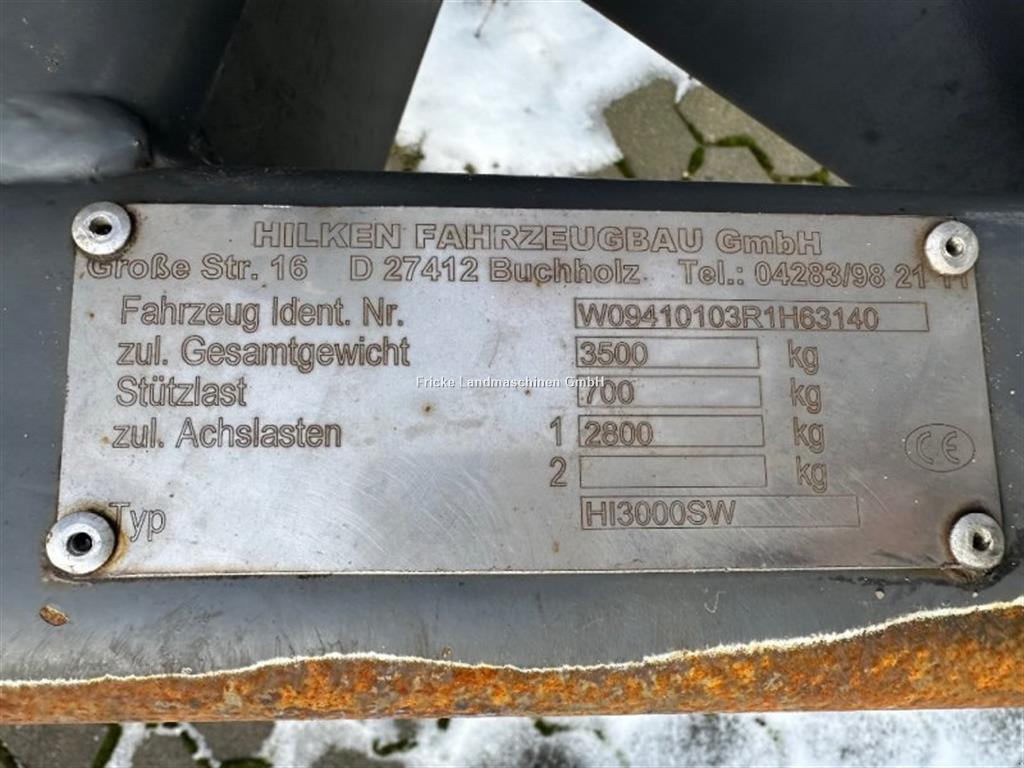 HILKEN FAHRZEUGBAU GmbH
Große Str. 16 D 27412 Buchholz Tel.: 04283/98 21 11
Fahrzeug Ident. Nr. W09410103R1H63140
zul. Gesamtgewicht 3500 kg
Fricke Landmaschinen GmbH
Stützlast 700 kg
zul. Achslasten 1 2800 kg
2 kg
CE
Typ HI3000SW